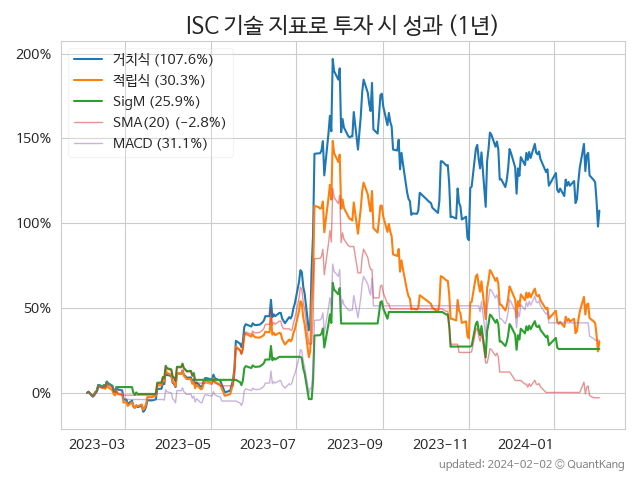 ISC 기술 지표로 투자 시 성과 (1년)
200%
150%
100%
50%
0%
거치식 (107.6%)
적립식 (30.3%)
SigM (25.9%)
SMA(20) (−2.8%)
MACD (31.1%)
2023-03
2023-05
2023-07
2023-09
2023-11
2024-01
updated: 2024-02-02 © QuantKang